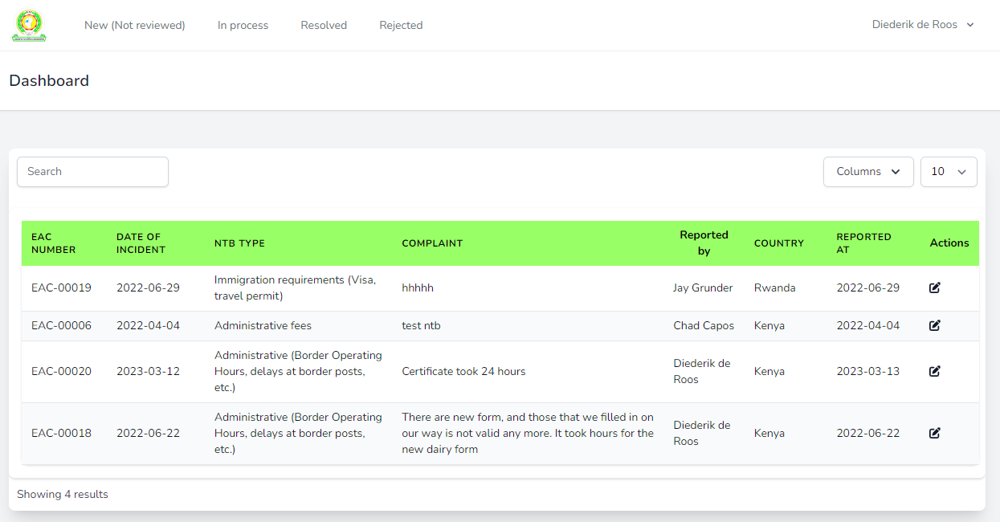 New (Not reviewed) In process Resolved Rejected Diederik de Roos
Dashboard
Search Columns 10
EAC NUMBER DATE OF INCIDENT NTB TYPE COMPLAINT Reported by COUNTRY REPORTED AT Actions
EAC-00019 2022-06-29 Immigration requirements (Visa, travel permit) hhhhh Jay Grunder Rwanda 2022-06-29
EAC-00006 2022-04-04 Administrative fees test ntb Chad Capos Kenya 2022-04-04
EAC-00020 2023-03-12 Administrative (Border Operating Hours, delays at border posts, etc.) Certificate took 24 hours Diederik de Roos Kenya 2023-03-13
EAC-00018 2022-06-22 Administrative (Border Operating Hours, delays at border posts, etc.) There are new form, and those that we filled in on our way is not valid any more. It took hours for the new dairy form Diederik de Roos Kenya 2022-06-22
Showing 4 results